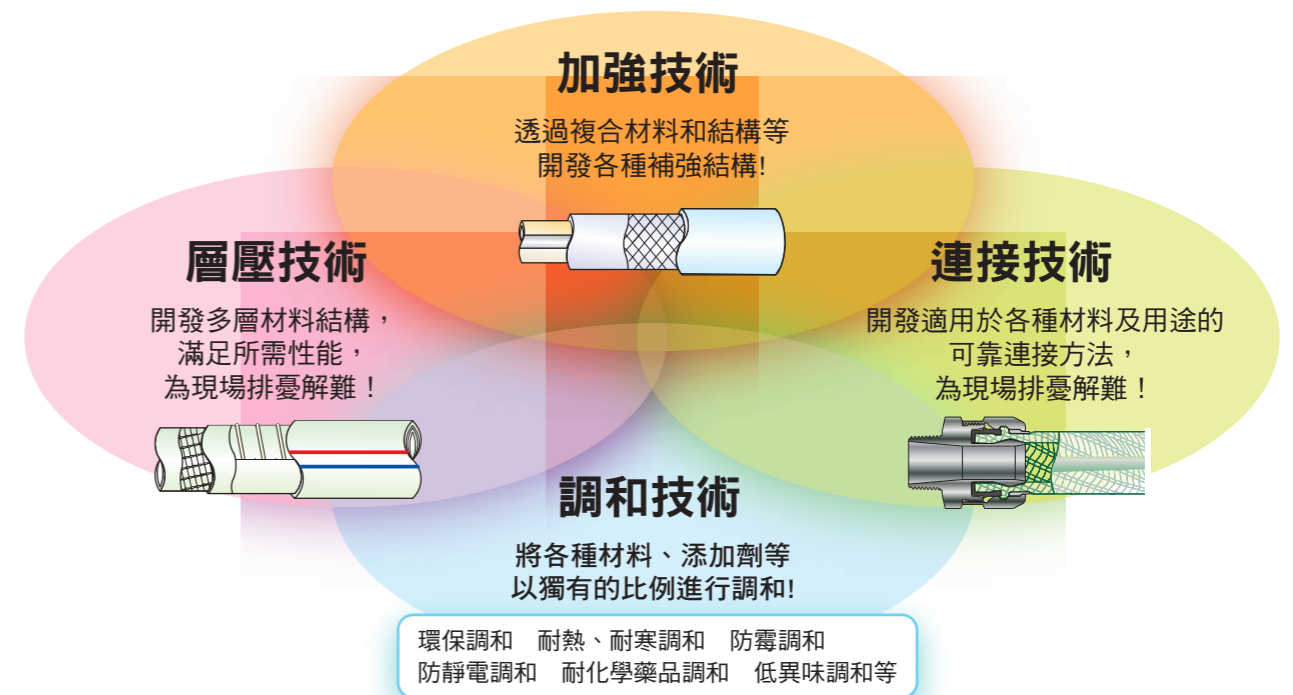 加強技術
透過複合材料和結構等
開發各種補強結構!
層壓技術
開發多層材料結構，
滿足所需性能，
為現場排憂解難！
連接技術
開發適用於各種材料及用途的
可靠連接方法，
為現場排憂解難！
調和技術
將各種材料、添加劑等
以獨有的比例進行調和!
環保調和　耐熱、耐寒調和　防霉調和
防靜電調和　耐化學藥品調和　低異味調和等